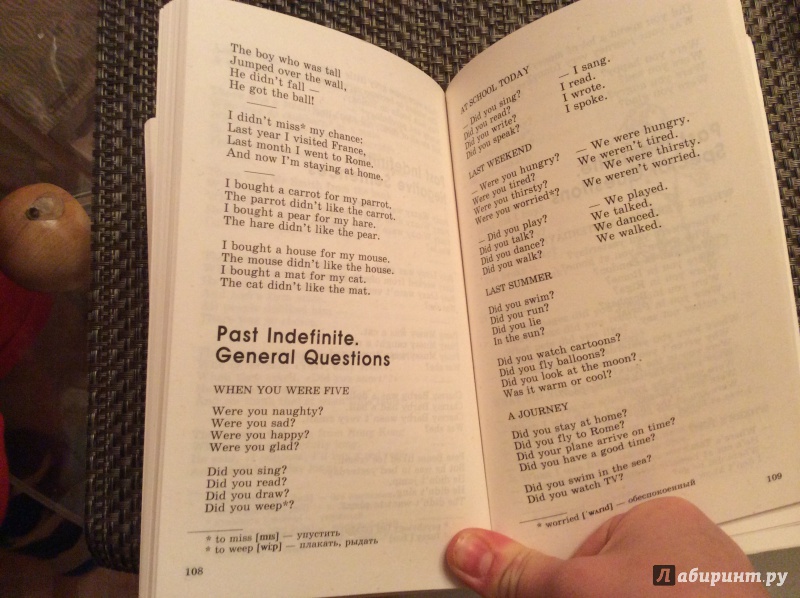 The boy who was tall
Jumped over the wall,
He didn't fall —
He got the ball!
I didn't miss* my chance:
Last year I visited France,
Last month I went to Rome,
And now I'm staying at home.
I bought a carrot for my parrot,
The parrot didn't like the carrot.
I bought a pear for my hare.
The hare didn't like the pear.
I bought a house for my mouse.
The mouse didn't like the house.
I bought a mat for my cat.
The cat didn't like the mat.
Past Indefinite.
General Questions
WHEN YOU WERE FIVE
Were you naughty?
Were you sad?
Were you happy?
Were you glad?
Did you sing?
Did you read?
Did you draw?
Did you weep*?
* to miss [mɪs] — упустить
* to weep [wi:p] — плакать, рыдать
108
AT SCHOOL TODAY
— Did you sing? — I sang.
Did you read? I read.
Did you write? I wrote.
Did you speak? I spoke.
LAST WEEKEND
— Were you hungry? — We were hungry.
Were you tired? We weren't tired.
Were you thirsty? We were thirsty.
Were you worried*? We weren't worried.
— Did you play? — We played.
Did you talk? We talked.
Did you dance? We danced.
Did you walk? We walked.
LAST SUMMER
Did you swim?
Did you run?
Did you lie
In the sun?
Did you watch cartoons?
Did you fly balloons?
Did you look at the moon?
Was it warm or cool?
A JOURNEY
Did you stay at home?
Did you fly to Rome?
Did your plane arrive on time?
Did you have a good time?
Did you swim in the sea?
Did you watch TV?
* worried [ˈwʌrɪd] — обеспокоенный
109
Лабиринт.ру